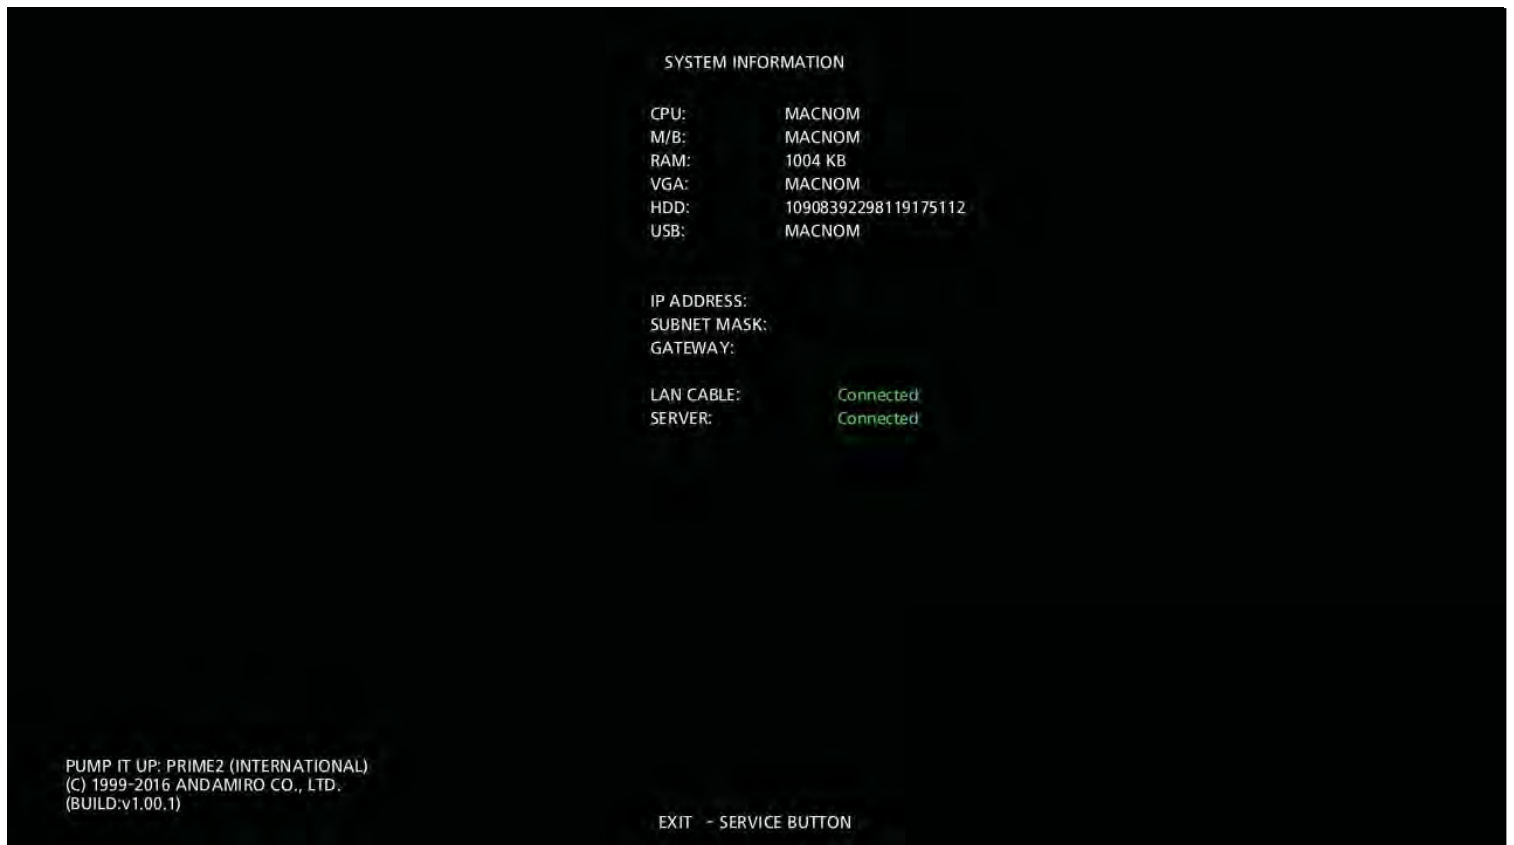 SYSTEM INFORMATION
CPU: MACNOM
M/B: MACNOM
RAM: 1004 KB
VGA: MACNOM
HDD: 10908392298119175112
USB: MACNOM
IP ADDRESS:
SUBNET MASK:
GATEWAY:
LAN CABLE: Connected
SERVER: Connected
PUMP IT UP: PRIME2 (INTERNATIONAL)
(C) 1999-2016 ANDAMIRO CO., LTD.
(BUILD:v1.00.1)
EXIT - SERVICE BUTTON